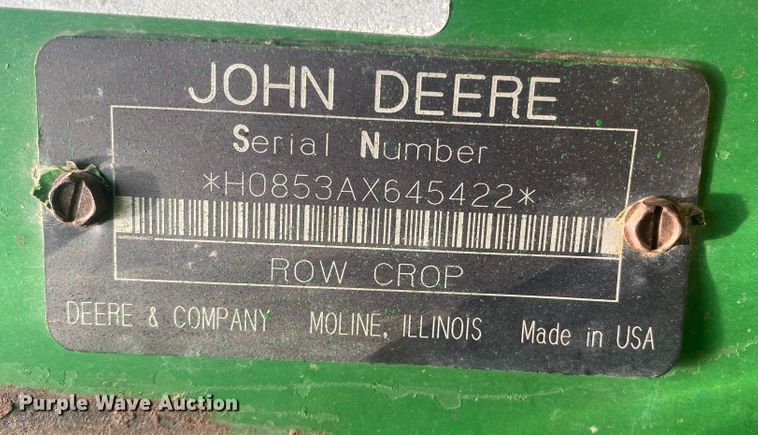 JOHN DEERE
Serial Number
*H0853AX645422*
ROW CROP
DEERE & COMPANY MOLINE, ILLINOIS Made in USA
Purple Wave Auction